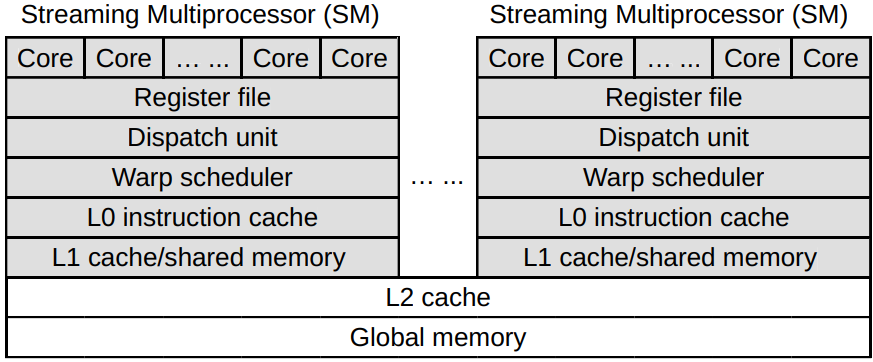 Streaming Multiprocessor (SM) Streaming Multiprocessor (SM)
Core Core … ... Core Core Core Core … ... Core Core
Register file Register file
Dispatch unit Dispatch unit
Warp scheduler … ... Warp scheduler
L0 instruction cache L0 instruction cache
L1 cache/shared memory L1 cache/shared memory
L2 cache
Global memory